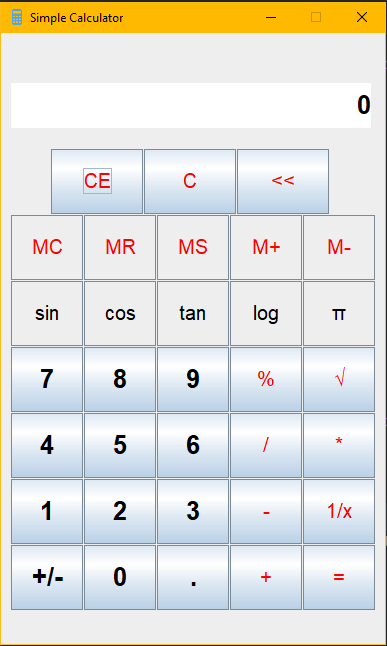 Simple Calculator
0
CE C <<
MC MR MS M+ M-
sin cos tan log π
7 8 9 % √
4 5 6 / *
1 2 3 - 1/x
+/- 0 . + =